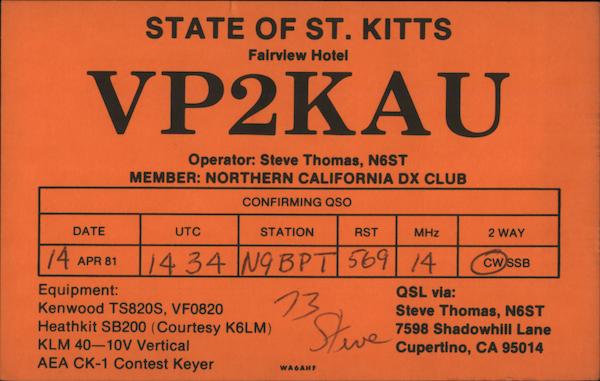 STATE OF ST. KITTS
Fairview Hotel
VP2KAU
Operator: Steve Thomas, N6ST
MEMBER: NORTHERN CALIFORNIA DX CLUB
CONFIRMING QSO
DATE UTC STATION RST MHz 2 WAY
14 APR 81 1434 N9BPT 569 14 CW SSB
Equipment:
Kenwood TS820S, VF0820
Heathkit SB200 (Courtesy K6LM)
KLM 40—10V Vertical
AEA CK-1 Contest Keyer
73
Steve
QSL via:
Steve Thomas, N6ST
7598 Shadowhill Lane
Cupertino, CA 95014
WA6AHF